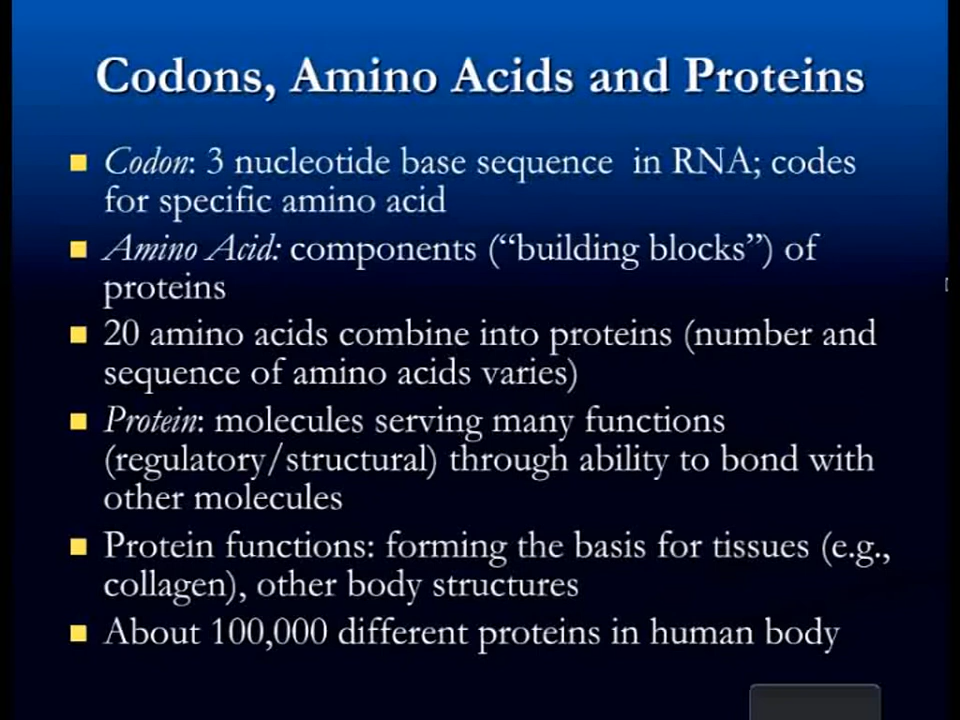 Codons, Amino Acids and Proteins
Codon: 3 nucleotide base sequence in RNA; codes
for specific amino acid
Amino Acid: components (“building blocks”) of
proteins
20 amino acids combine into proteins (number and
sequence of amino acids varies)
Protein: molecules serving many functions
(regulatory/structural) through ability to bond with
other molecules
Protein functions: forming the basis for tissues (e.g.,
collagen), other body structures
About 100,000 different proteins in human body